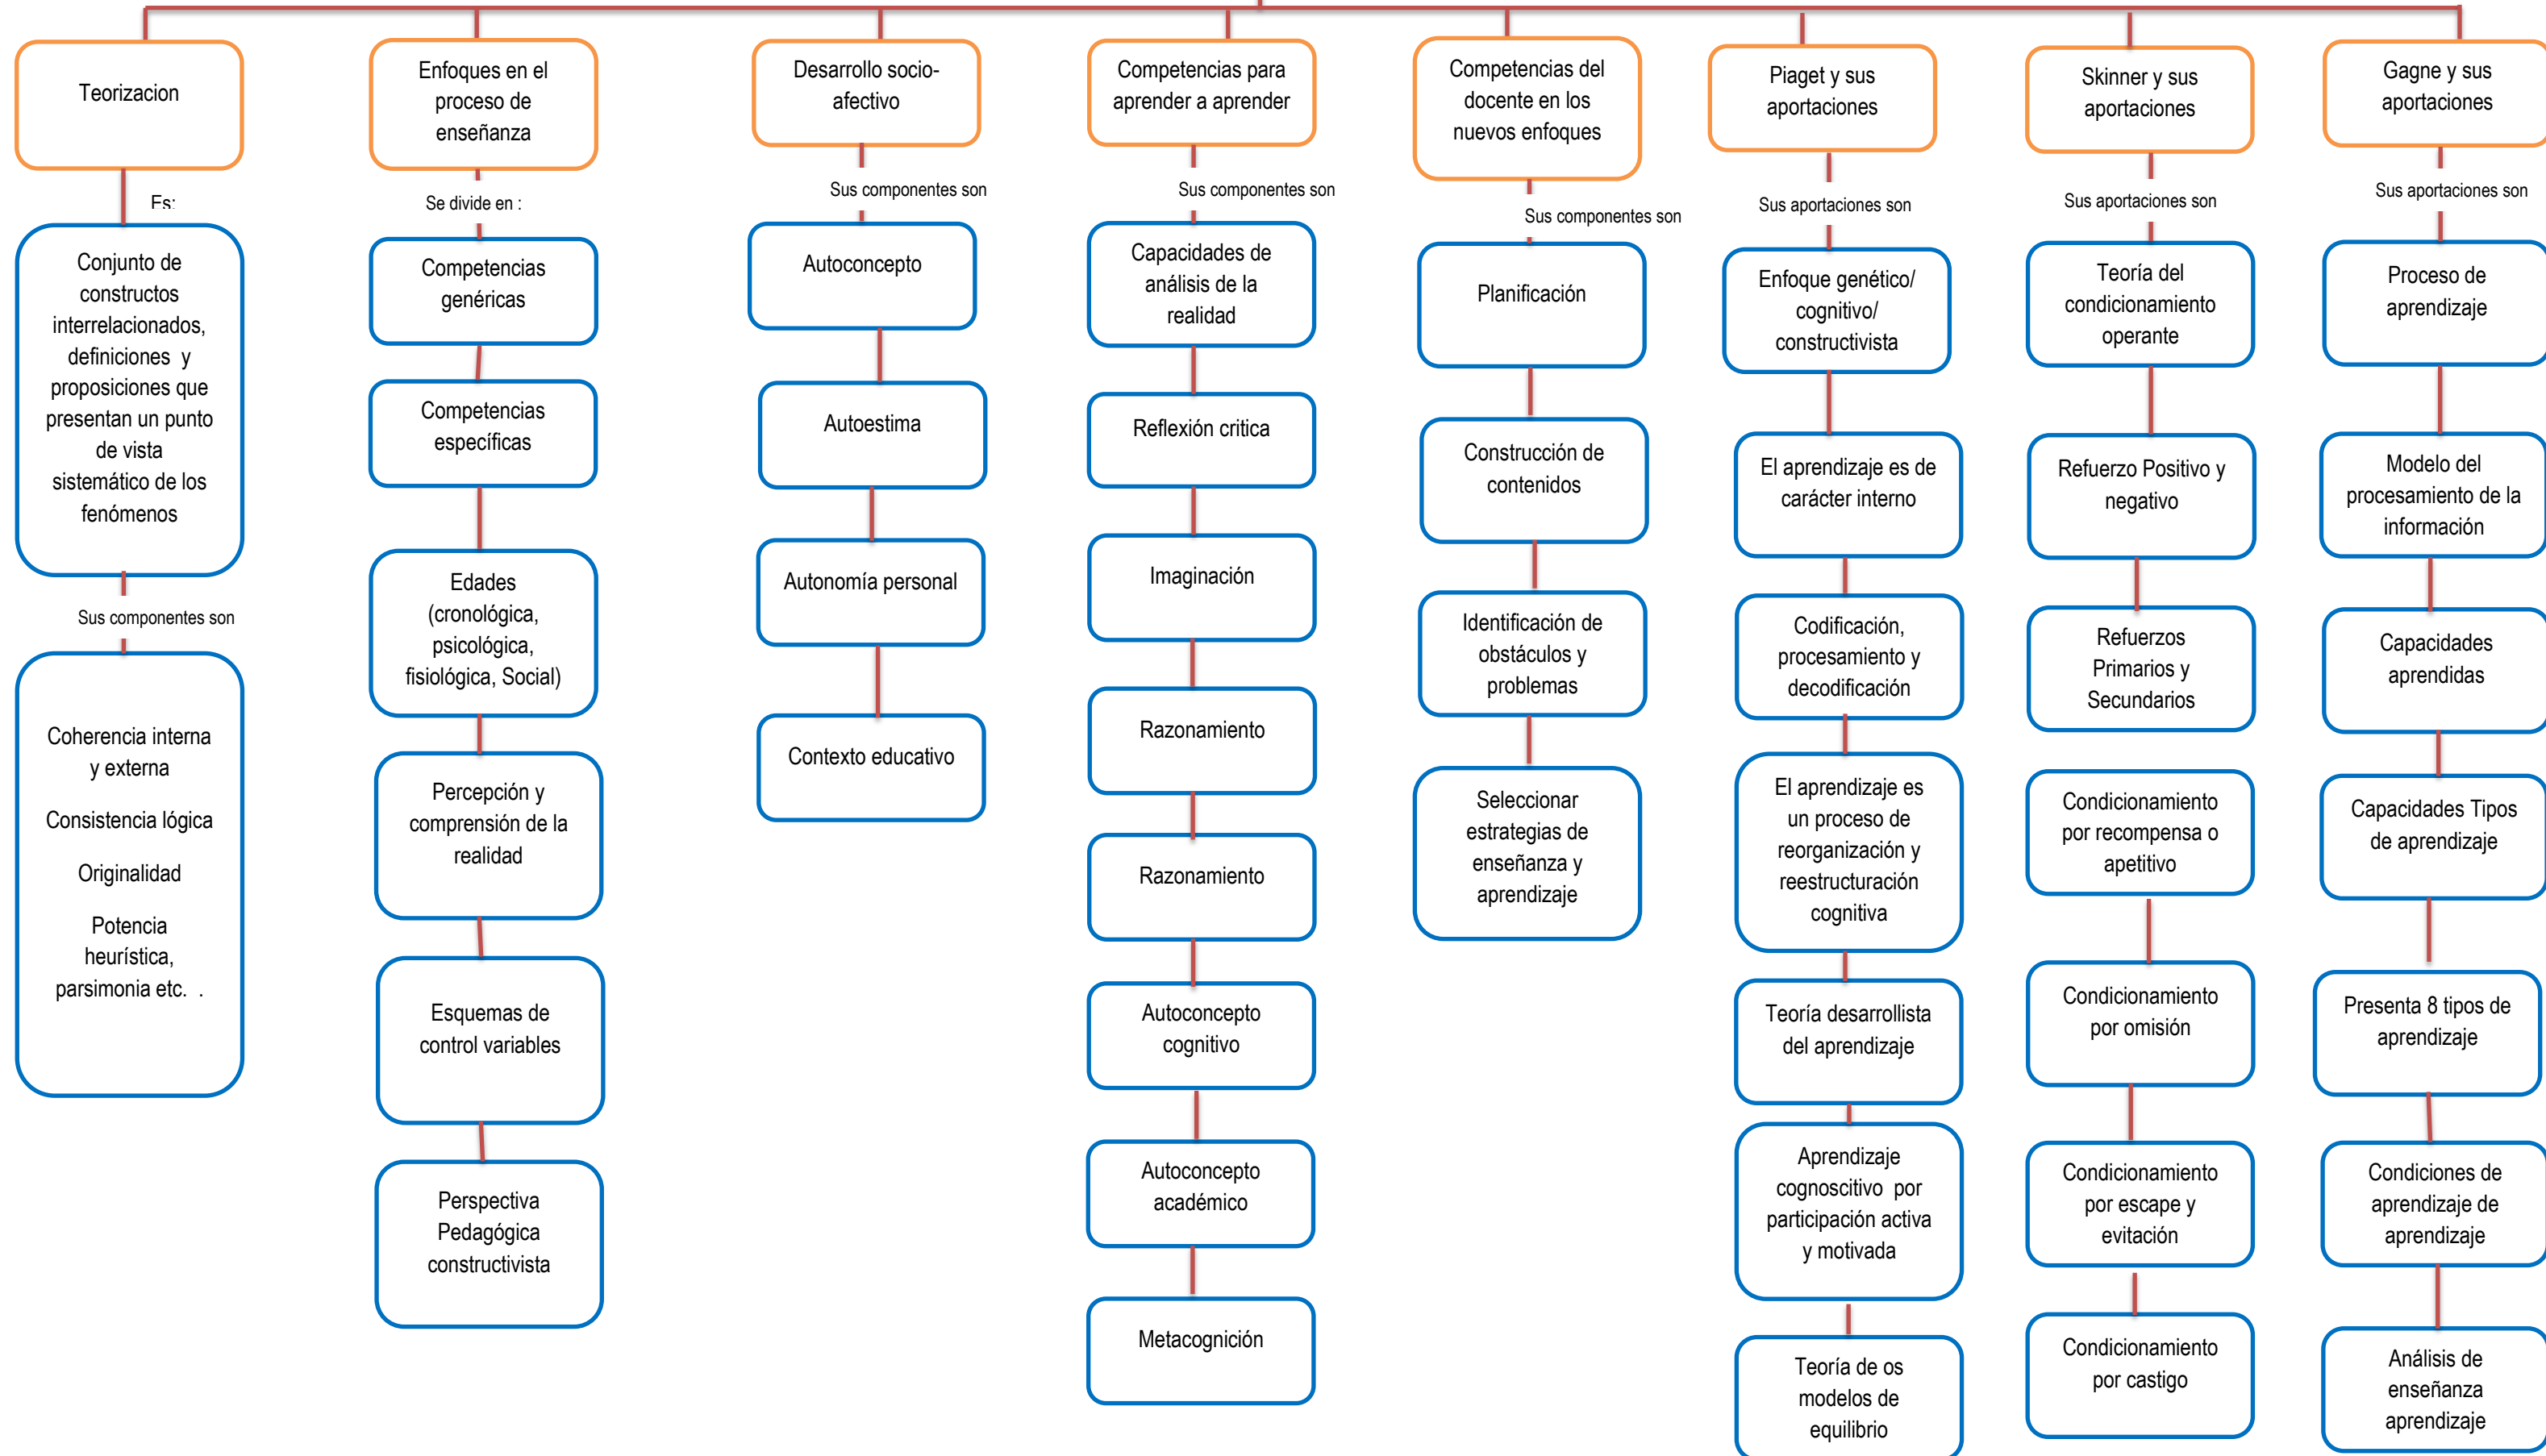 Teorizacion
Es:
Conjunto de
constructos
interrelacionados,
definiciones y
proposiciones que
presentan un punto
de vista
sistemático de los
fenómenos
Sus componentes son
Coherencia interna
y externa
Consistencia lógica
Originalidad
Potencia
heurística,
parsimonia etc. .
Enfoques en el
proceso de
enseñanza
Se divide en :
Competencias
genéricas
Competencias
específicas
Edades
(cronológica,
psicológica,
fisiológica, Social)
Percepción y
comprensión de la
realidad
Esquemas de
control variables
Perspectiva
Pedagógica
constructivista
Desarrollo socio-
afectivo
Sus componentes son
Autoconcepto
Autoestima
Autonomía personal
Contexto educativo
Competencias para
aprender a aprender
Sus componentes son
Capacidades de
análisis de la
realidad
Reflexión critica
Imaginación
Razonamiento
Razonamiento
Autoconcepto
cognitivo
Autoconcepto
académico
Metacognición
Competencias del
docente en los
nuevos enfoques
Sus componentes son
Planificación
Construcción de
contenidos
Identificación de
obstáculos y
problemas
Seleccionar
estrategias de
enseñanza y
aprendizaje
Piaget y sus
aportaciones
Sus aportaciones son
Enfoque genético/
cognitivo/
constructivista
El aprendizaje es de
carácter interno
Codificación,
procesamiento y
decodificación
El aprendizaje es
un proceso de
reorganización y
reestructuración
cognitiva
Teoría desarrollista
del aprendizaje
Aprendizaje
cognoscitivo por
participación activa
y motivada
Teoría de os
modelos de
equilibrio
Skinner y sus
aportaciones
Sus aportaciones son
Teoría del
condicionamiento
operante
Refuerzo Positivo y
negativo
Refuerzos
Primarios y
Secundarios
Condicionamiento
por recompensa o
apetitivo
Condicionamiento
por omisión
Condicionamiento
por escape y
evitación
Condicionamiento
por castigo
Gagne y sus
aportaciones
Sus aportaciones son
Proceso de
aprendizaje
Modelo del
procesamiento de la
información
Capacidades
aprendidas
Capacidades Tipos
de aprendizaje
Presenta 8 tipos de
aprendizaje
Condiciones de
aprendizaje de
aprendizaje
Análisis de
enseñanza
aprendizaje